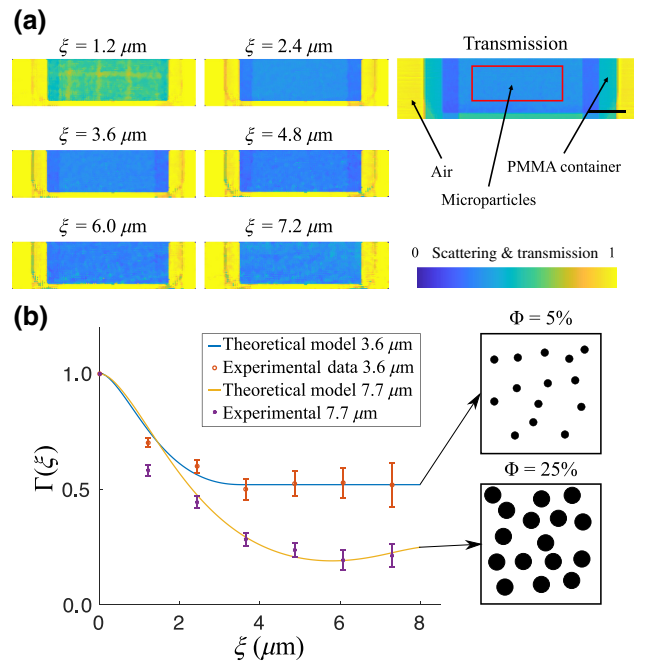 (a)
ξ = 1.2 μm
ξ = 2.4 μm
Transmission
ξ = 3.6 μm
ξ = 4.8 μm
Air
PMMA container
Microparticles
ξ = 6.0 μm
ξ = 7.2 μm
0 Scattering & transmission 1
(b)
Theoretical model 3.6 μm
Experimental data 3.6 μm
Theoretical model 7.7 μm
Experimental 7.7 μm
Φ = 5%
Φ = 25%
1.0
0.5
0.0
Γ(ξ)
0 2 4 6 8
ξ (μm)